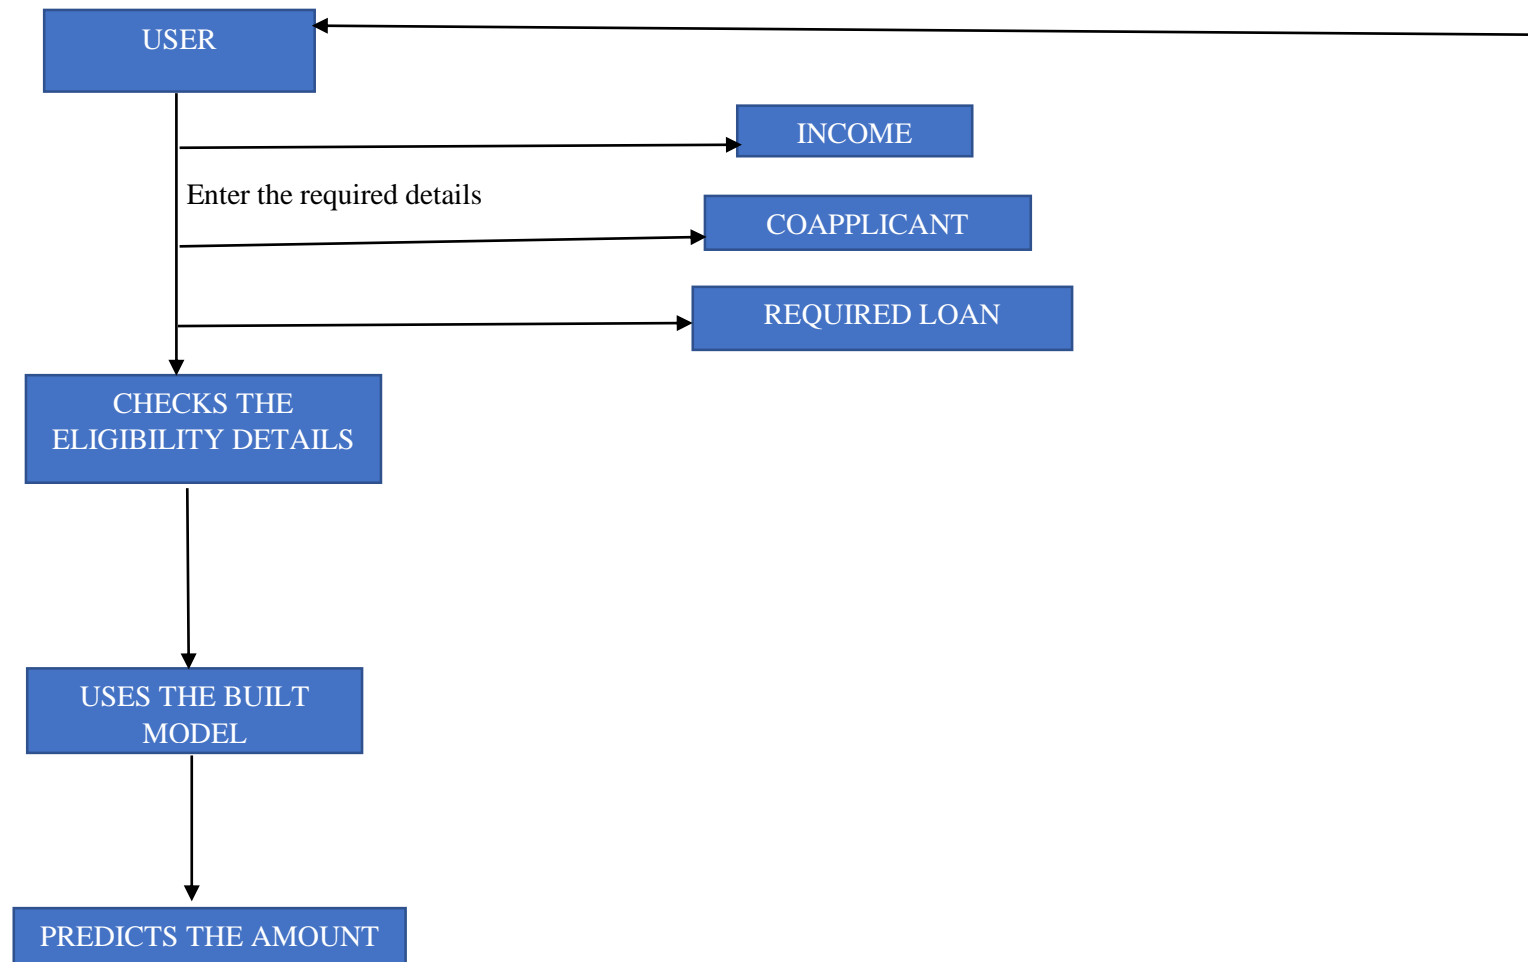 USER
INCOME
Enter the required details
COAPPLICANT
REQUIRED LOAN
CHECKS THE
ELIGIBILITY DETAILS
USES THE BUILT
MODEL
PREDICTS THE AMOUNT